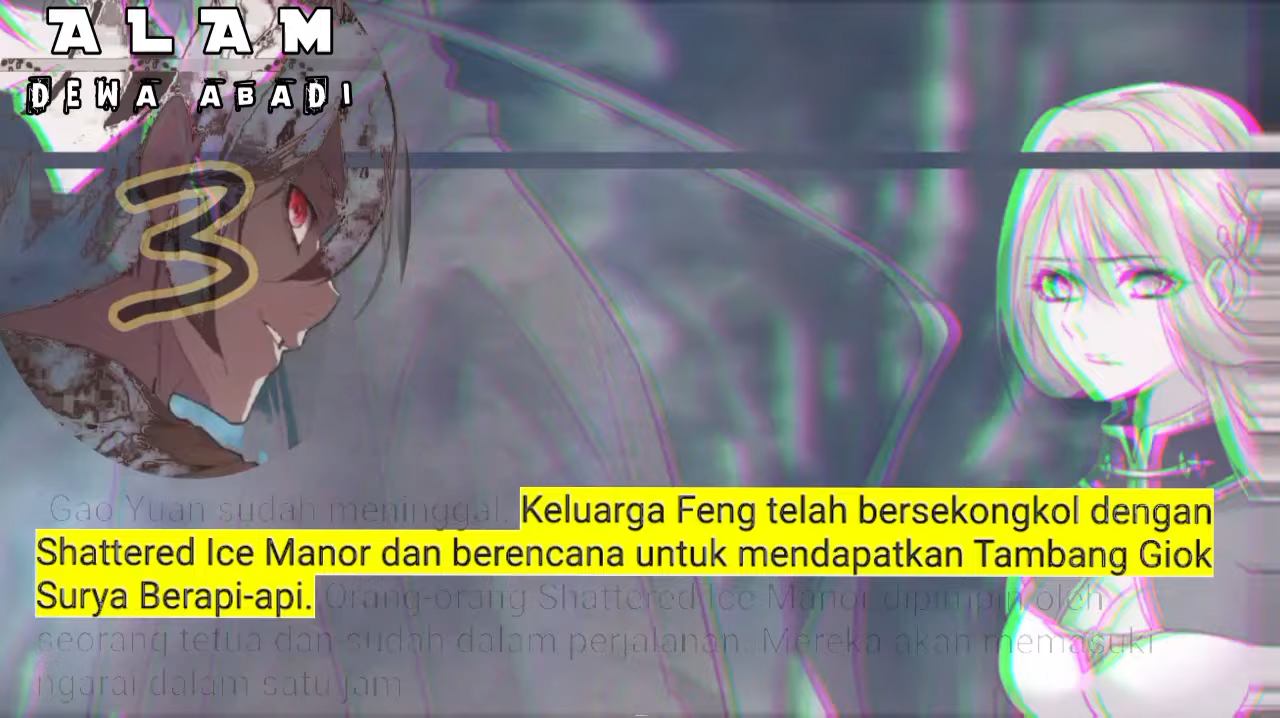 ALAM
DEWA ABADI
3
Gao Yuan sudah meninggal. Keluarga Feng telah bersekongkol dengan
Shattered Ice Manor dan berencana untuk mendapatkan Tambang Giok
Surya Berapi-api. Orang-orang Shattered Ice Manor dipimpin oleh
seorang tetua dan sudah dalam perjalanan. Mereka akan memasuki
ngarai dalam satu jam